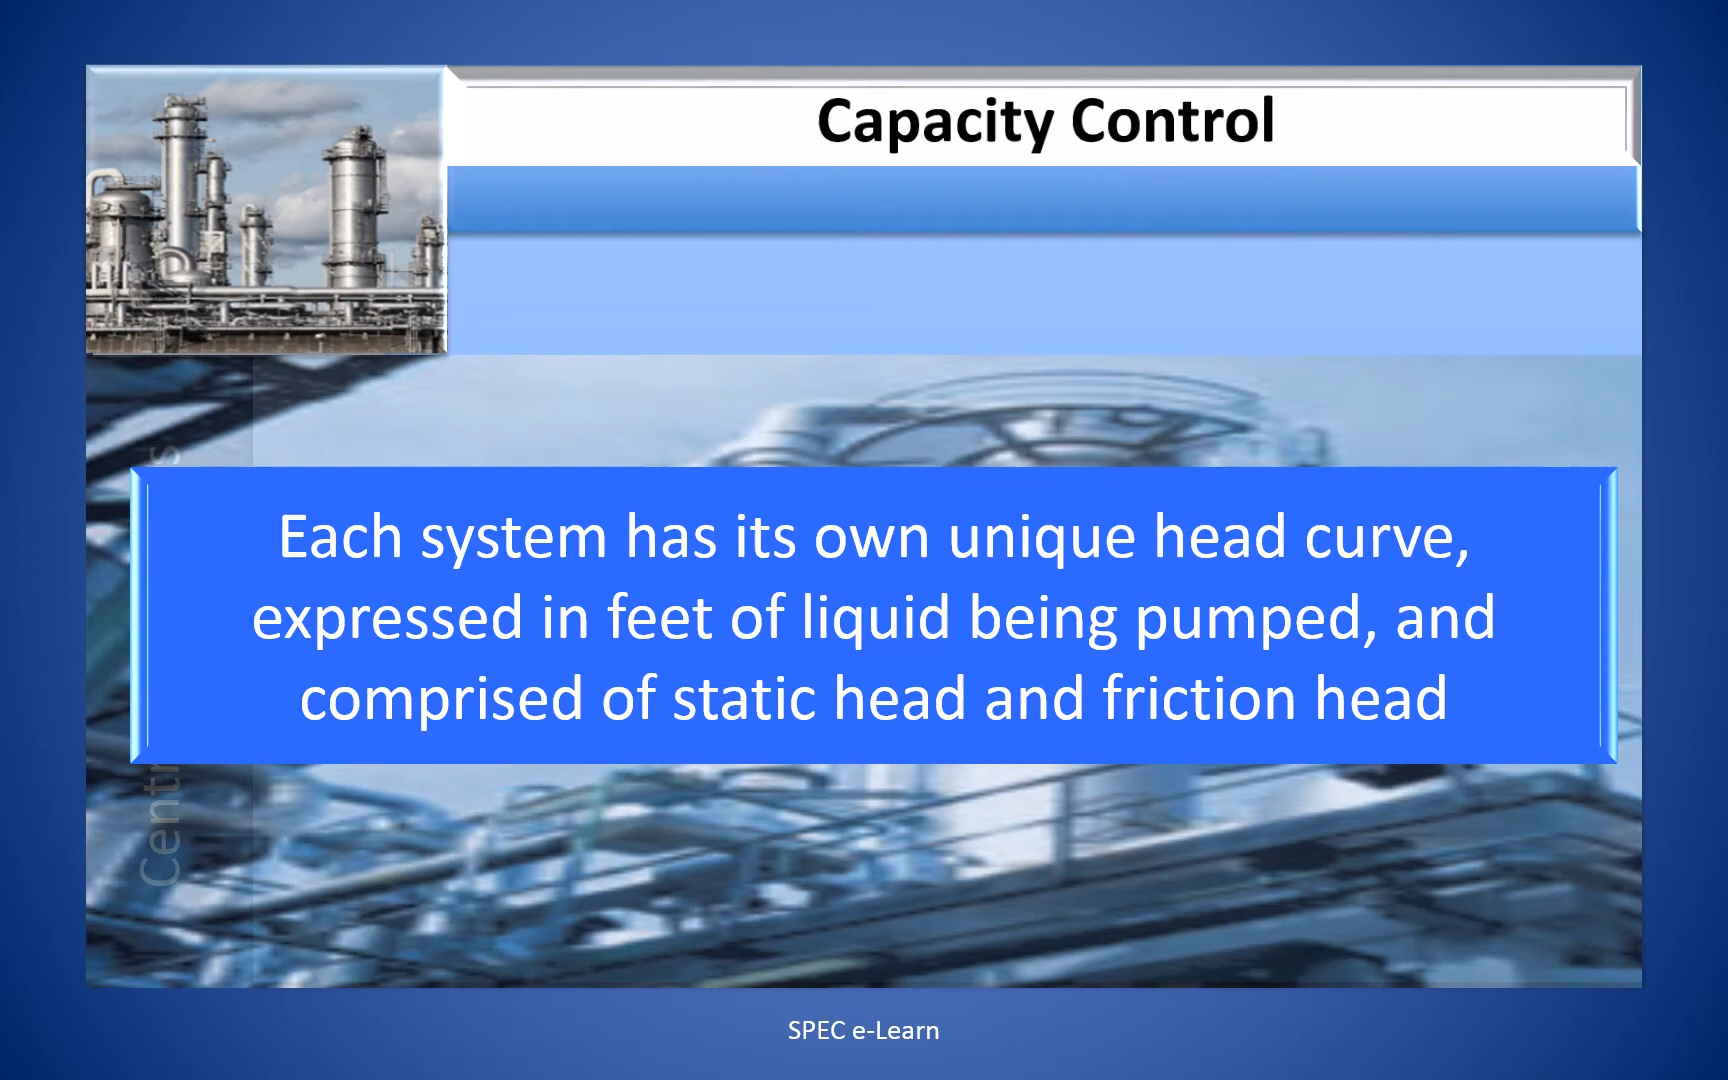 Capacity Control
Each system has its own unique head curve,
expressed in feet of liquid being pumped, and
comprised of static head and friction head
SPEC e-Learn